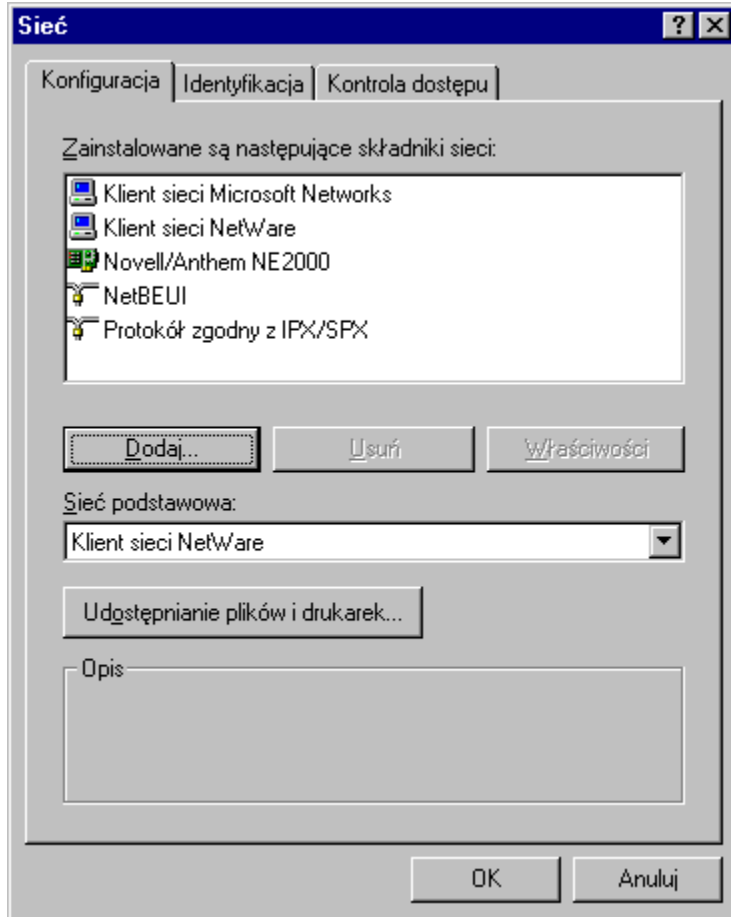 Sieć
Konfiguracja Identyfikacja Kontrola dostępu
Zainstalowane są następujące składniki sieci:
Klient sieci Microsoft Networks
Klient sieci NetWare
Novell/Anthem NE2000
NetBEUI
Protokół zgodny z IPX/SPX
Dodaj... Usuń Właściwości
Sieć podstawowa:
Klient sieci NetWare
Udostępnianie plików i drukarek...
Opis
OK Anuluj